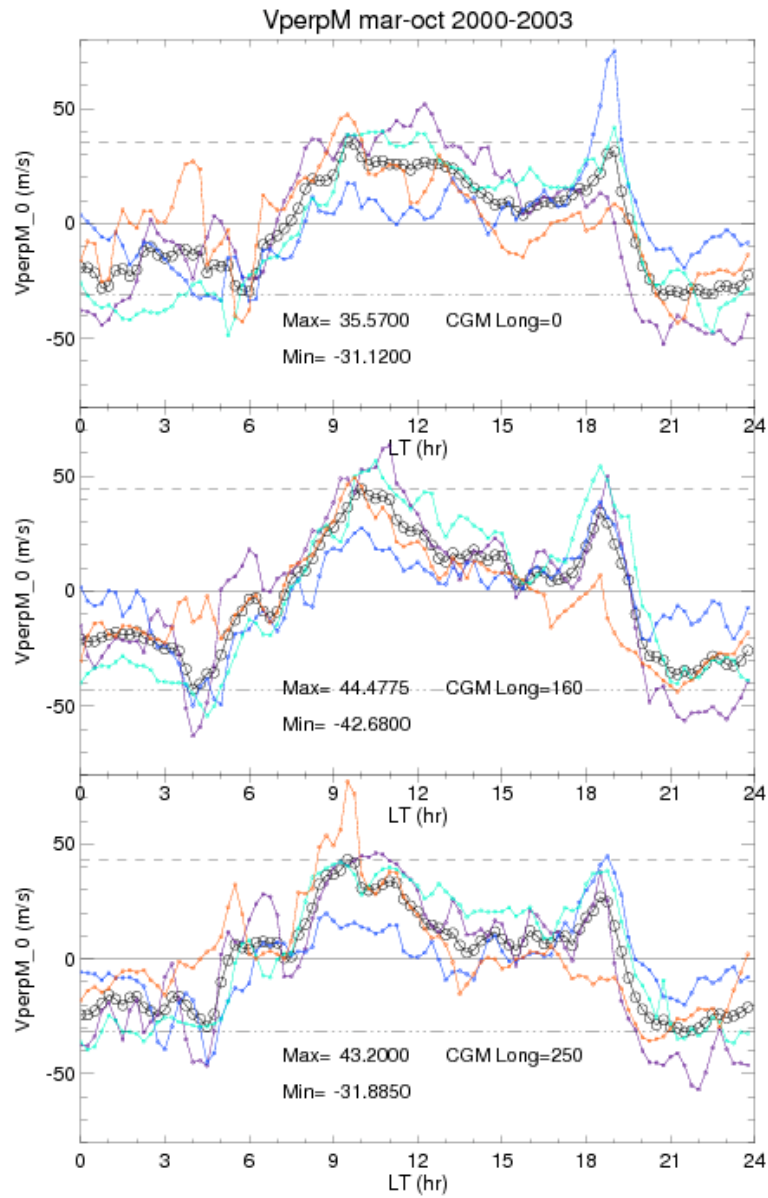 VperpM mar-oct 2000-2003
50
0
-50
VperpM_0 (m/s)
Max= 35.5700 CGM Long=0
Min= -31.1200
0 3 6 9 12 15 18 21 24
LT (hr)
50
0
-50
VperpM_0 (m/s)
Max= 44.4775 CGM Long=160
Min= -42.6800
0 3 6 9 12 15 18 21 24
LT (hr)
50
0
-50
VperpM_0 (m/s)
Max= 43.2000 CGM Long=250
Min= -31.8850
0 3 6 9 12 15 18 21 24
LT (hr)